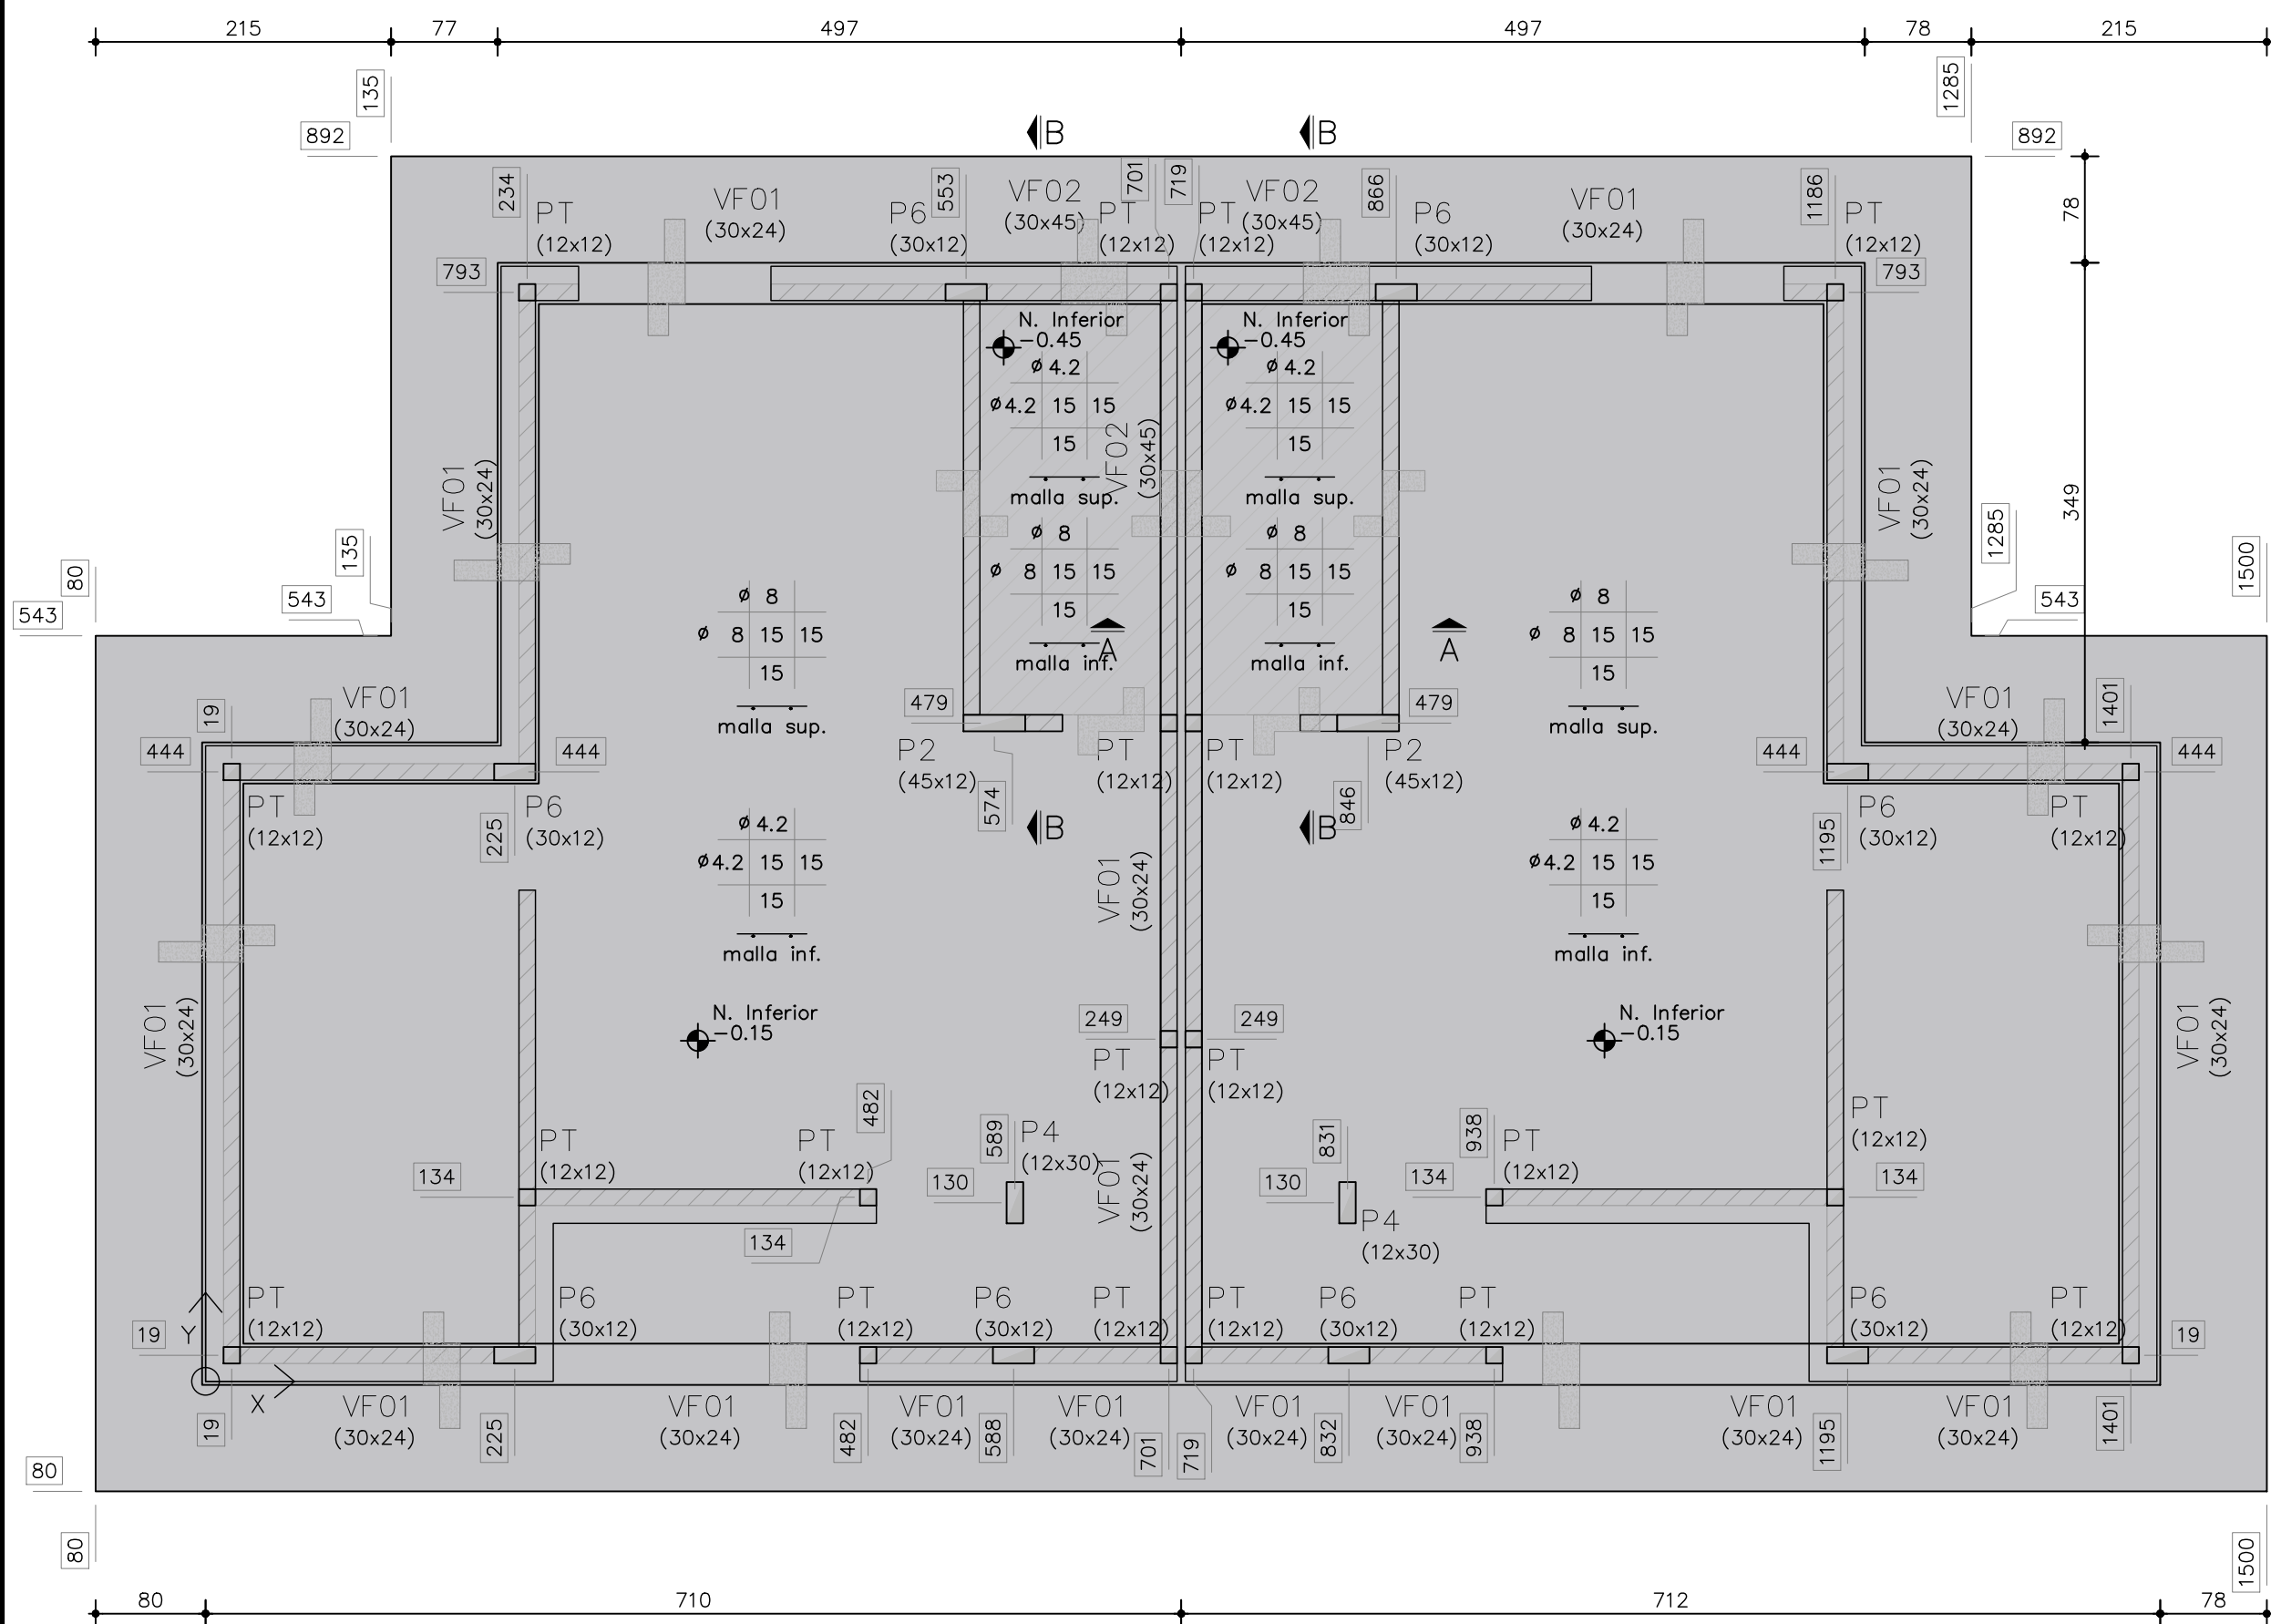 215 77 497 497 78 215
135 1285
892 B B 892
234 VF01 P6 553 VF02 701 719 VF02 866 P6 VF01 1186 PT 78
PT (30x24) (30x12) (30x45) PT PT (30x45) (30x12) (30x24) (12x12)
(12x12) (12x12) (12x12)
793 793
N. Inferior N. Inferior
-0.45 -0.45
ø 4.2 ø 4.2
ø4.2 15 15 ø4.2 15 15
15 15
VF01 VF02 VF01
(30x24) (30x45) (30x24)
malla sup. malla sup.
349
ø 8 ø 8
135 1285
ø 8 15 15 ø 8 15 15
80 1500
15 15
543 543 543
ø 8 ø 8
ø 8 15 15 ø 8 15 15
A A
malla inf. malla inf.
15 15
VF01 VF01
19 479 479 1401
malla sup. malla sup.
(30x24) (30x24)
444 444 P2 PT PT P2 444 444
(45x12) (12x12) (12x12) (45x12)
574 846
PT P6 P6 PT
225 1195
(12x12) (30x12) (30x12) (12x12)
ø 4.2 B B ø 4.2
ø4.2 15 15 ø4.2 15 15
15 15
VF01
(30x24)
malla inf. malla inf.
N. Inferior N. Inferior
-0.15 -0.15
249 249
VF01 VF01
(30x24) (30x24)
PT PT
(12x12) (12x12)
482 PT
(12x12)
PT PT 589 P4 831 938 PT
(12x12) (12x12) (12x30) (12x12)
134 130 130 134 134
VF01
(30x24)
134 P4
(12x30)
PT P6 PT P6 PT PT P6 PT P6 PT
(12x12) (30x12) (12x12) (30x12) (12x12) (12x12) (30x12) (12x12) (30x12) (12x12)
19 Y 19
X
VF01 VF01 VF01 VF01 VF01 VF01 VF01 VF01
(30x24) (30x24) (30x24) (30x24) (30x24) (30x24) (30x24) (30x24)
19 225 482 588 701 719 832 938 1195 1401
80
80 1500
80 710 712 78